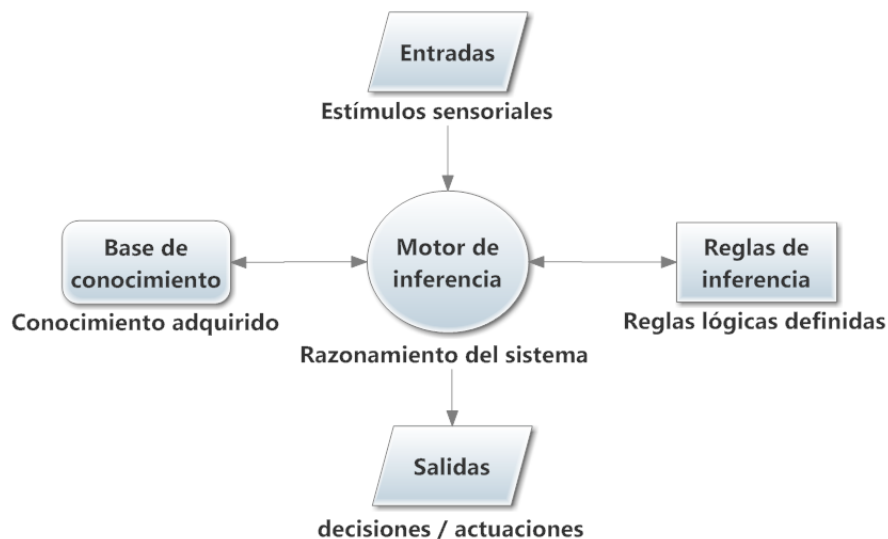 Entradas
Estímulos sensoriales
Base de
conocimiento
Conocimiento adquirido
Motor de
inferencia
Razonamiento del sistema
Reglas de
inferencia
Reglas lógicas definidas
Salidas
decisiones / actuaciones